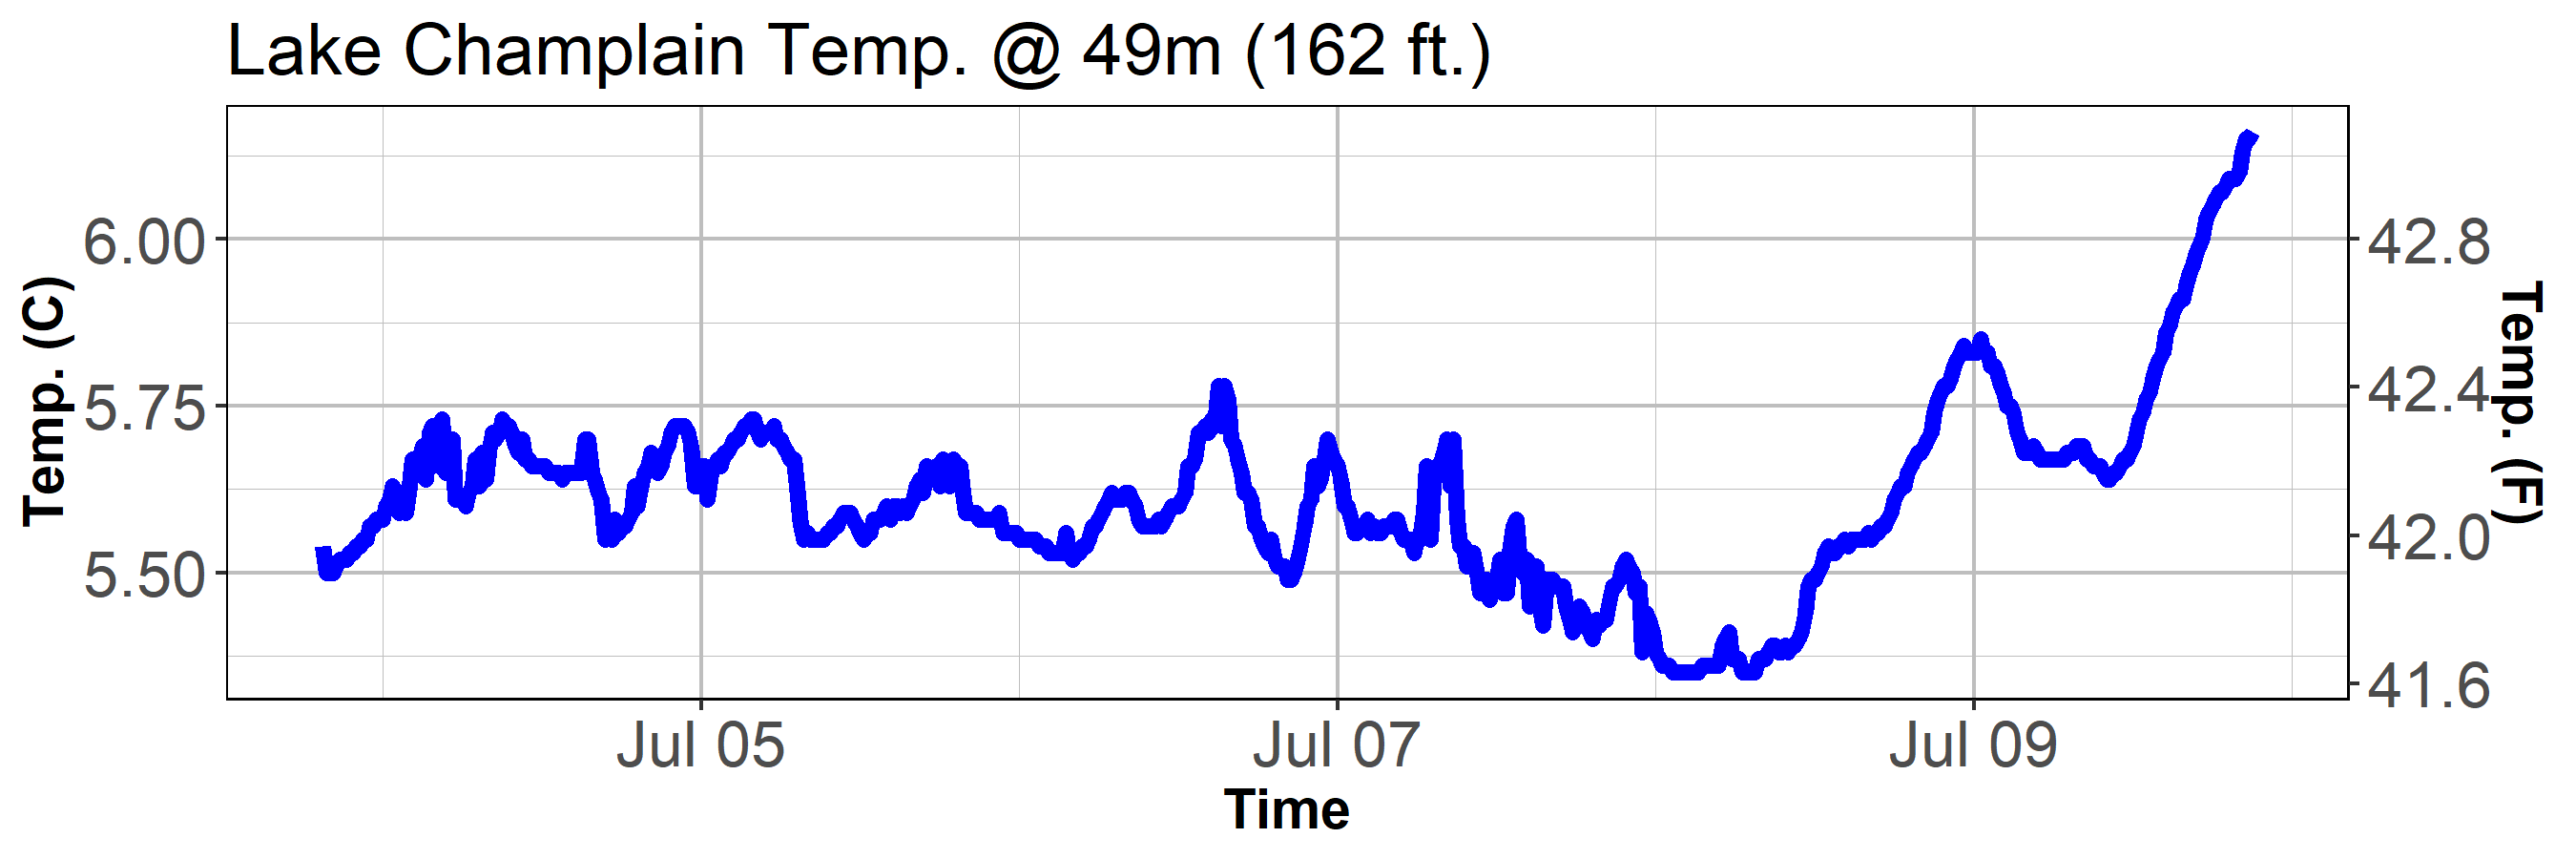 Lake Champlain Temp. @ 49m (162 ft.)
Temp. (C)
6.00
5.75
5.50
42.8
42.4
42.0
41.6
Temp. (F)
Jul 05
Jul 07
Jul 09
Time